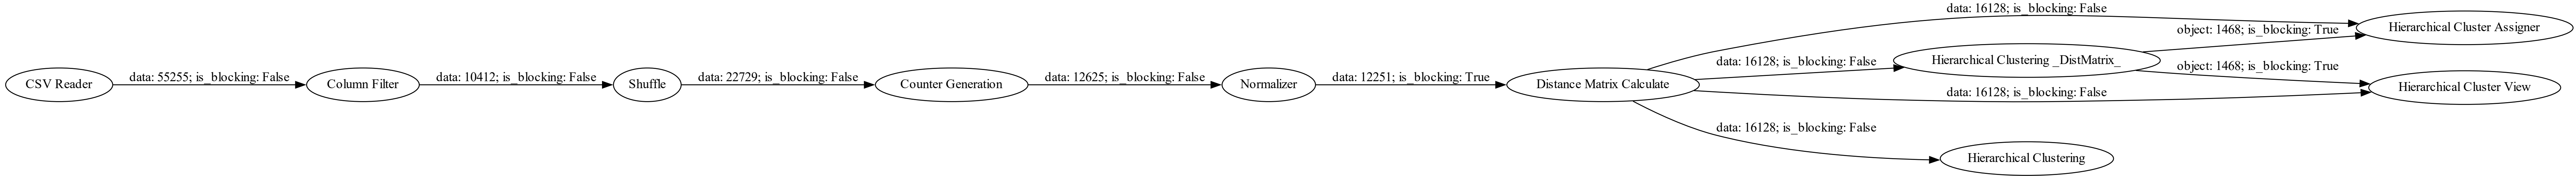 CSV Reader
data: 55255; is_blocking: False
Column Filter
data: 10412; is_blocking: False
Shuffle
data: 22729; is_blocking: False
Counter Generation
data: 12625; is_blocking: False
Normalizer
data: 12251; is_blocking: True
Distance Matrix Calculate
data: 16128; is_blocking: False
data: 16128; is_blocking: False
data: 16128; is_blocking: False
data: 16128; is_blocking: False
Hierarchical Clustering _DistMatrix_
object: 1468; is_blocking: True
object: 1468; is_blocking: True
Hierarchical Cluster Assigner
Hierarchical Cluster View
Hierarchical Clustering